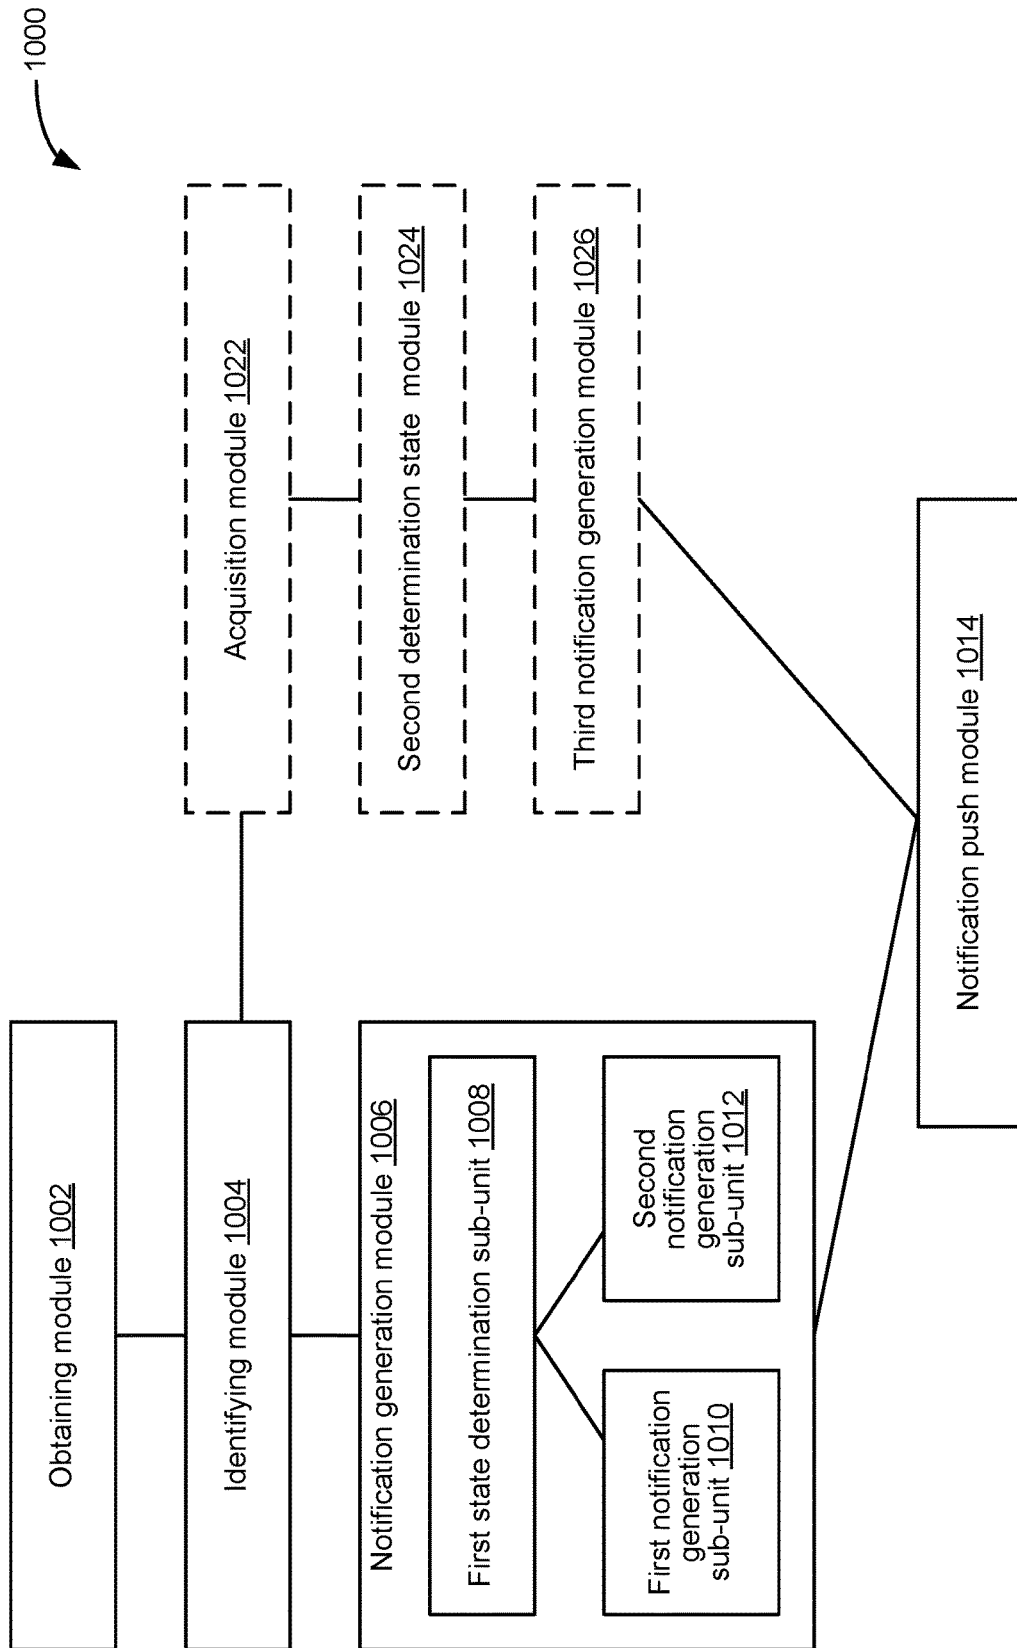 1000
Obtaining module 1002
Identifying module 1004
Notification generation module 1006
First state determination sub-unit 1008
First notification
generation
sub-unit 1010
Second
notification
generation
sub-unit 1012
Acquisition module 1022
Second determination state module 1024
Third notification generation module 1026
Notification push module 1014